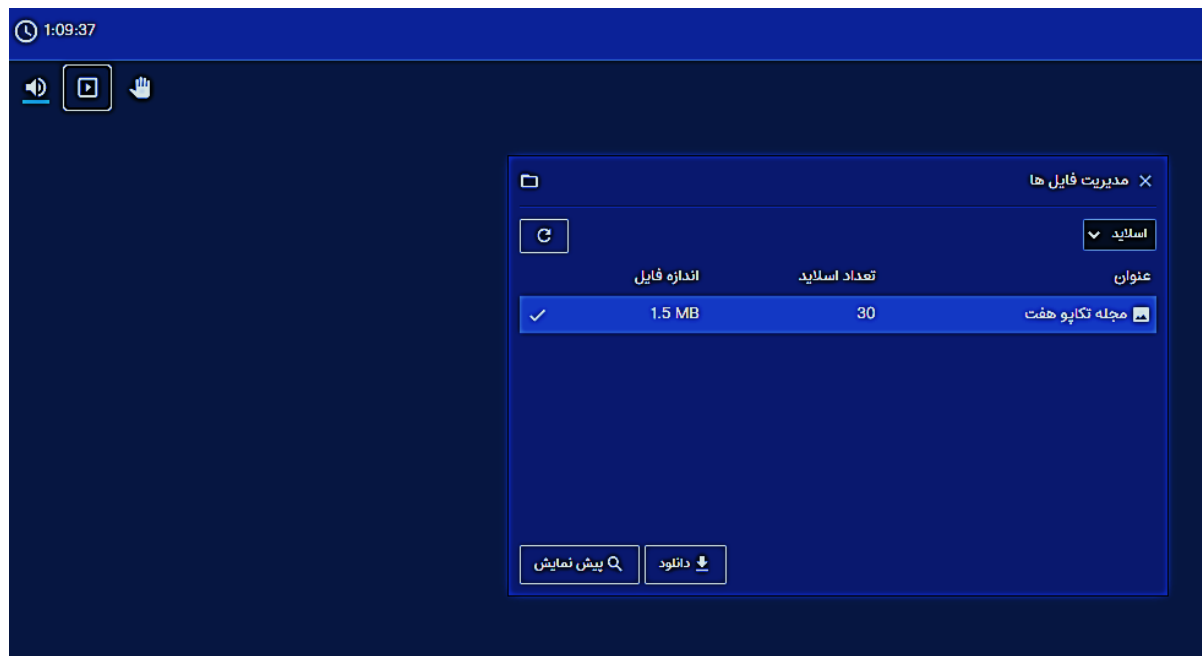 1:09:37
مدیریت فایل ها
اسلاید
عنوان تعداد اسلاید اندازه فایل
مجله تکاپو هفت 30 1.5 MB
دانلود پیش نمایش